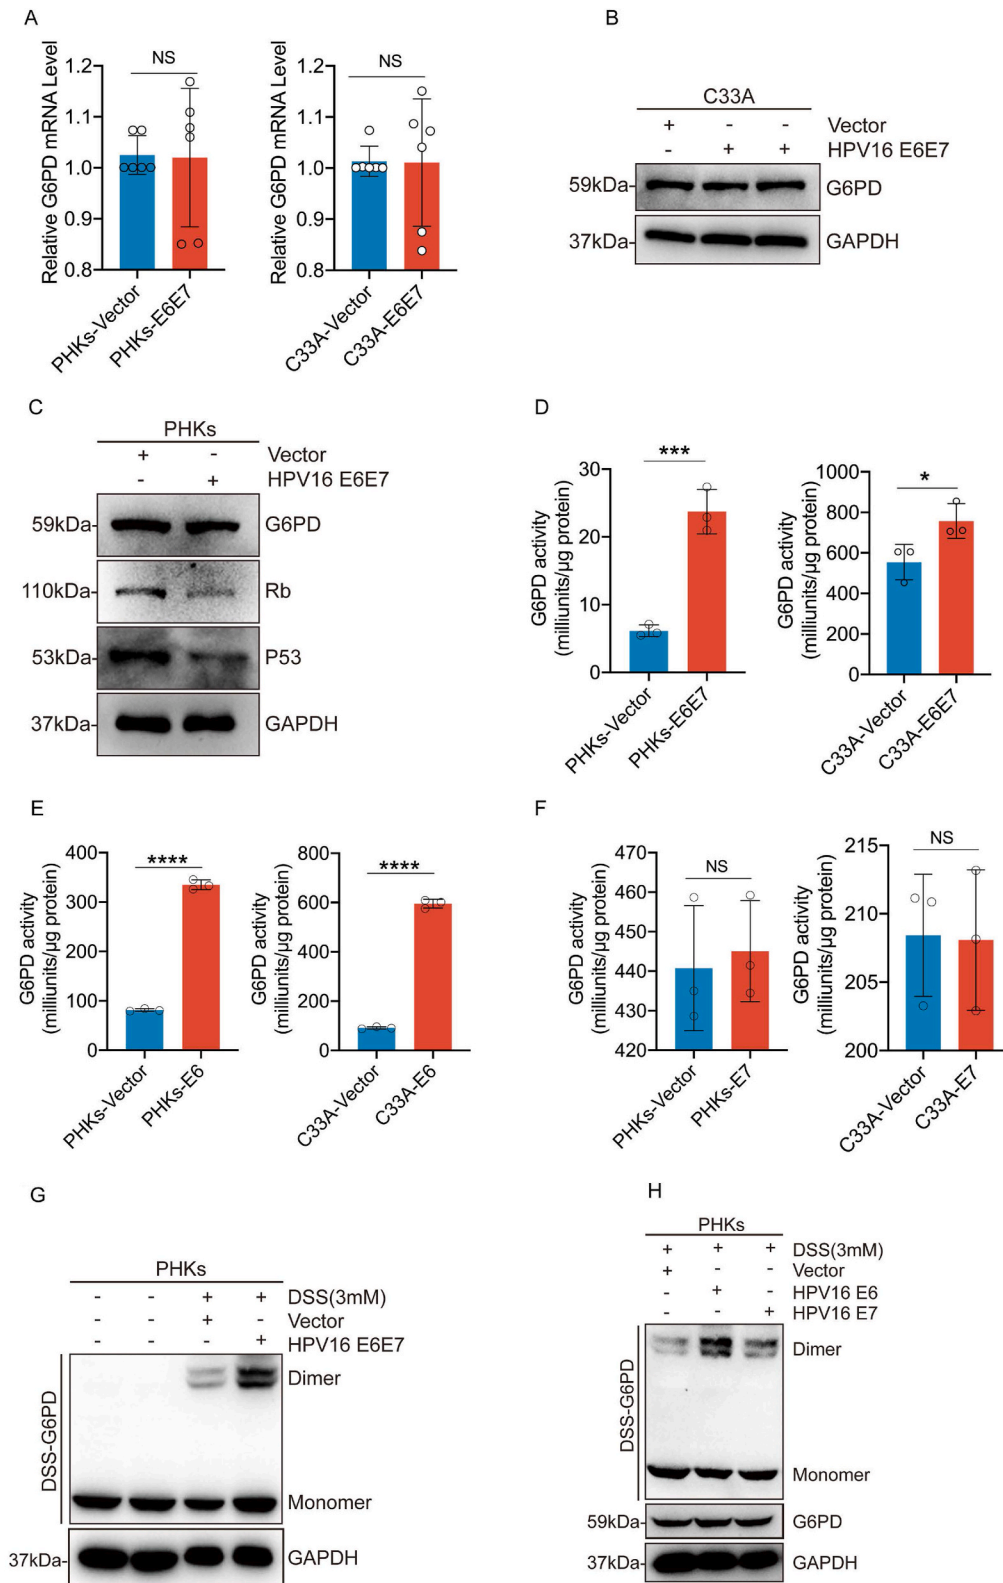 A
Relative G6PD mRNA Level
1.2
1.1
1.0
0.9
0.8
NS
PHKs-Vector
PHKs-E6E7
Relative G6PD mRNA Level
1.2
1.1
1.0
0.9
0.8
NS
C33A-Vector
C33A-E6E7
B
C33A
+ - - Vector
- + + HPV16 E6E7
59kDa- G6PD
37kDa- GAPDH
C
PHKs
+ - Vector
- + HPV16 E6E7
59kDa- G6PD
110kDa- Rb
53kDa- P53
37kDa- GAPDH
D
G6PD activity
(milliunits/μg protein)
30
20
10
0
***
PHKs-Vector
PHKs-E6E7
G6PD activity
(milliunits/μg protein)
1000
800
600
400
200
0
*
C33A-Vector
C33A-E6E7
E
G6PD activity
(milliunits/μg protein)
400
300
200
100
0
****
PHKs-Vector
PHKs-E6
G6PD activity
(milliunits/μg protein)
800
600
400
200
0
****
C33A-Vector
C33A-E6
F
G6PD activity
(milliunits/μg protein)
470
460
450
440
430
420
NS
PHKs-Vector
PHKs-E7
G6PD activity
(milliunits/μg protein)
215
210
205
200
NS
C33A-Vector
C33A-E7
G
PHKs
- - + + DSS(3mM)
- - + - Vector
- - - + HPV16 E6E7
DSS-G6PD
Dimer
Monomer
37kDa- GAPDH
H
PHKs
+ + + DSS(3mM)
+ - - Vector
- + - HPV16 E6
- - + HPV16 E7
DSS-G6PD
Dimer
Monomer
59kDa- G6PD
37kDa- GAPDH